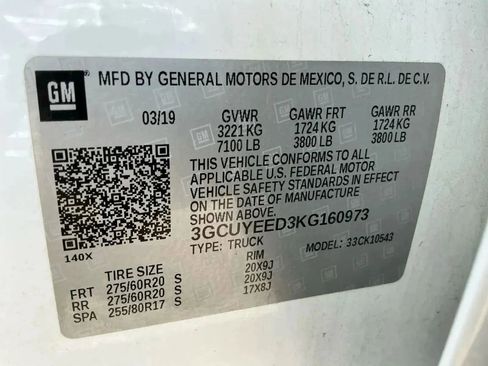 GM
MFD BY GENERAL MOTORS DE MEXICO, S. DE R.L. DE C.V.
03/19 GVWR GAWR FRT GAWR RR
3221 KG 1724 KG 1724 KG
7100 LB 3800 LB 3800 LB
THIS VEHICLE CONFORMS TO ALL
APPLICABLE U.S. FEDERAL MOTOR
VEHICLE SAFETY STANDARDS IN EFFECT
ON THE DATE OF MANUFACTURE
3GCUYEED3KG160973
140X TYPE: TRUCK MODEL: 33CK10543
TIRE SIZE RIM
FRT 275/60R20 S 20X9J
RR 275/60R20 S 20X9J
SPA 255/80R17 S 17X8J